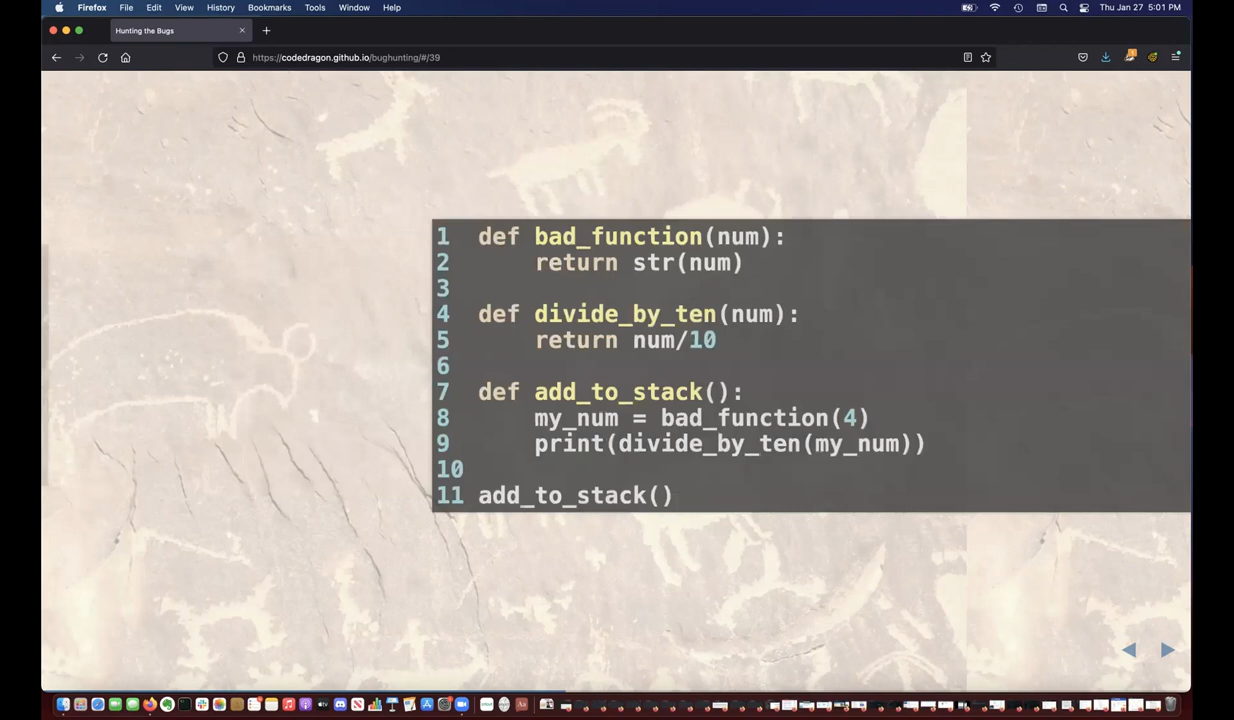 Firefox File Edit View History Bookmarks Tools Window Help Thu Jan 27 5:01 PM
Hunting the Bugs
https://codedragon.github.io/bughunting/#/39
1 def bad_function(num):
2 return str(num)
3
4 def divide_by_ten(num):
5 return num/10
6
7 def add_to_stack():
8 my_num = bad_function(4)
9 print(divide_by_ten(my_num))
10
11 add_to_stack()